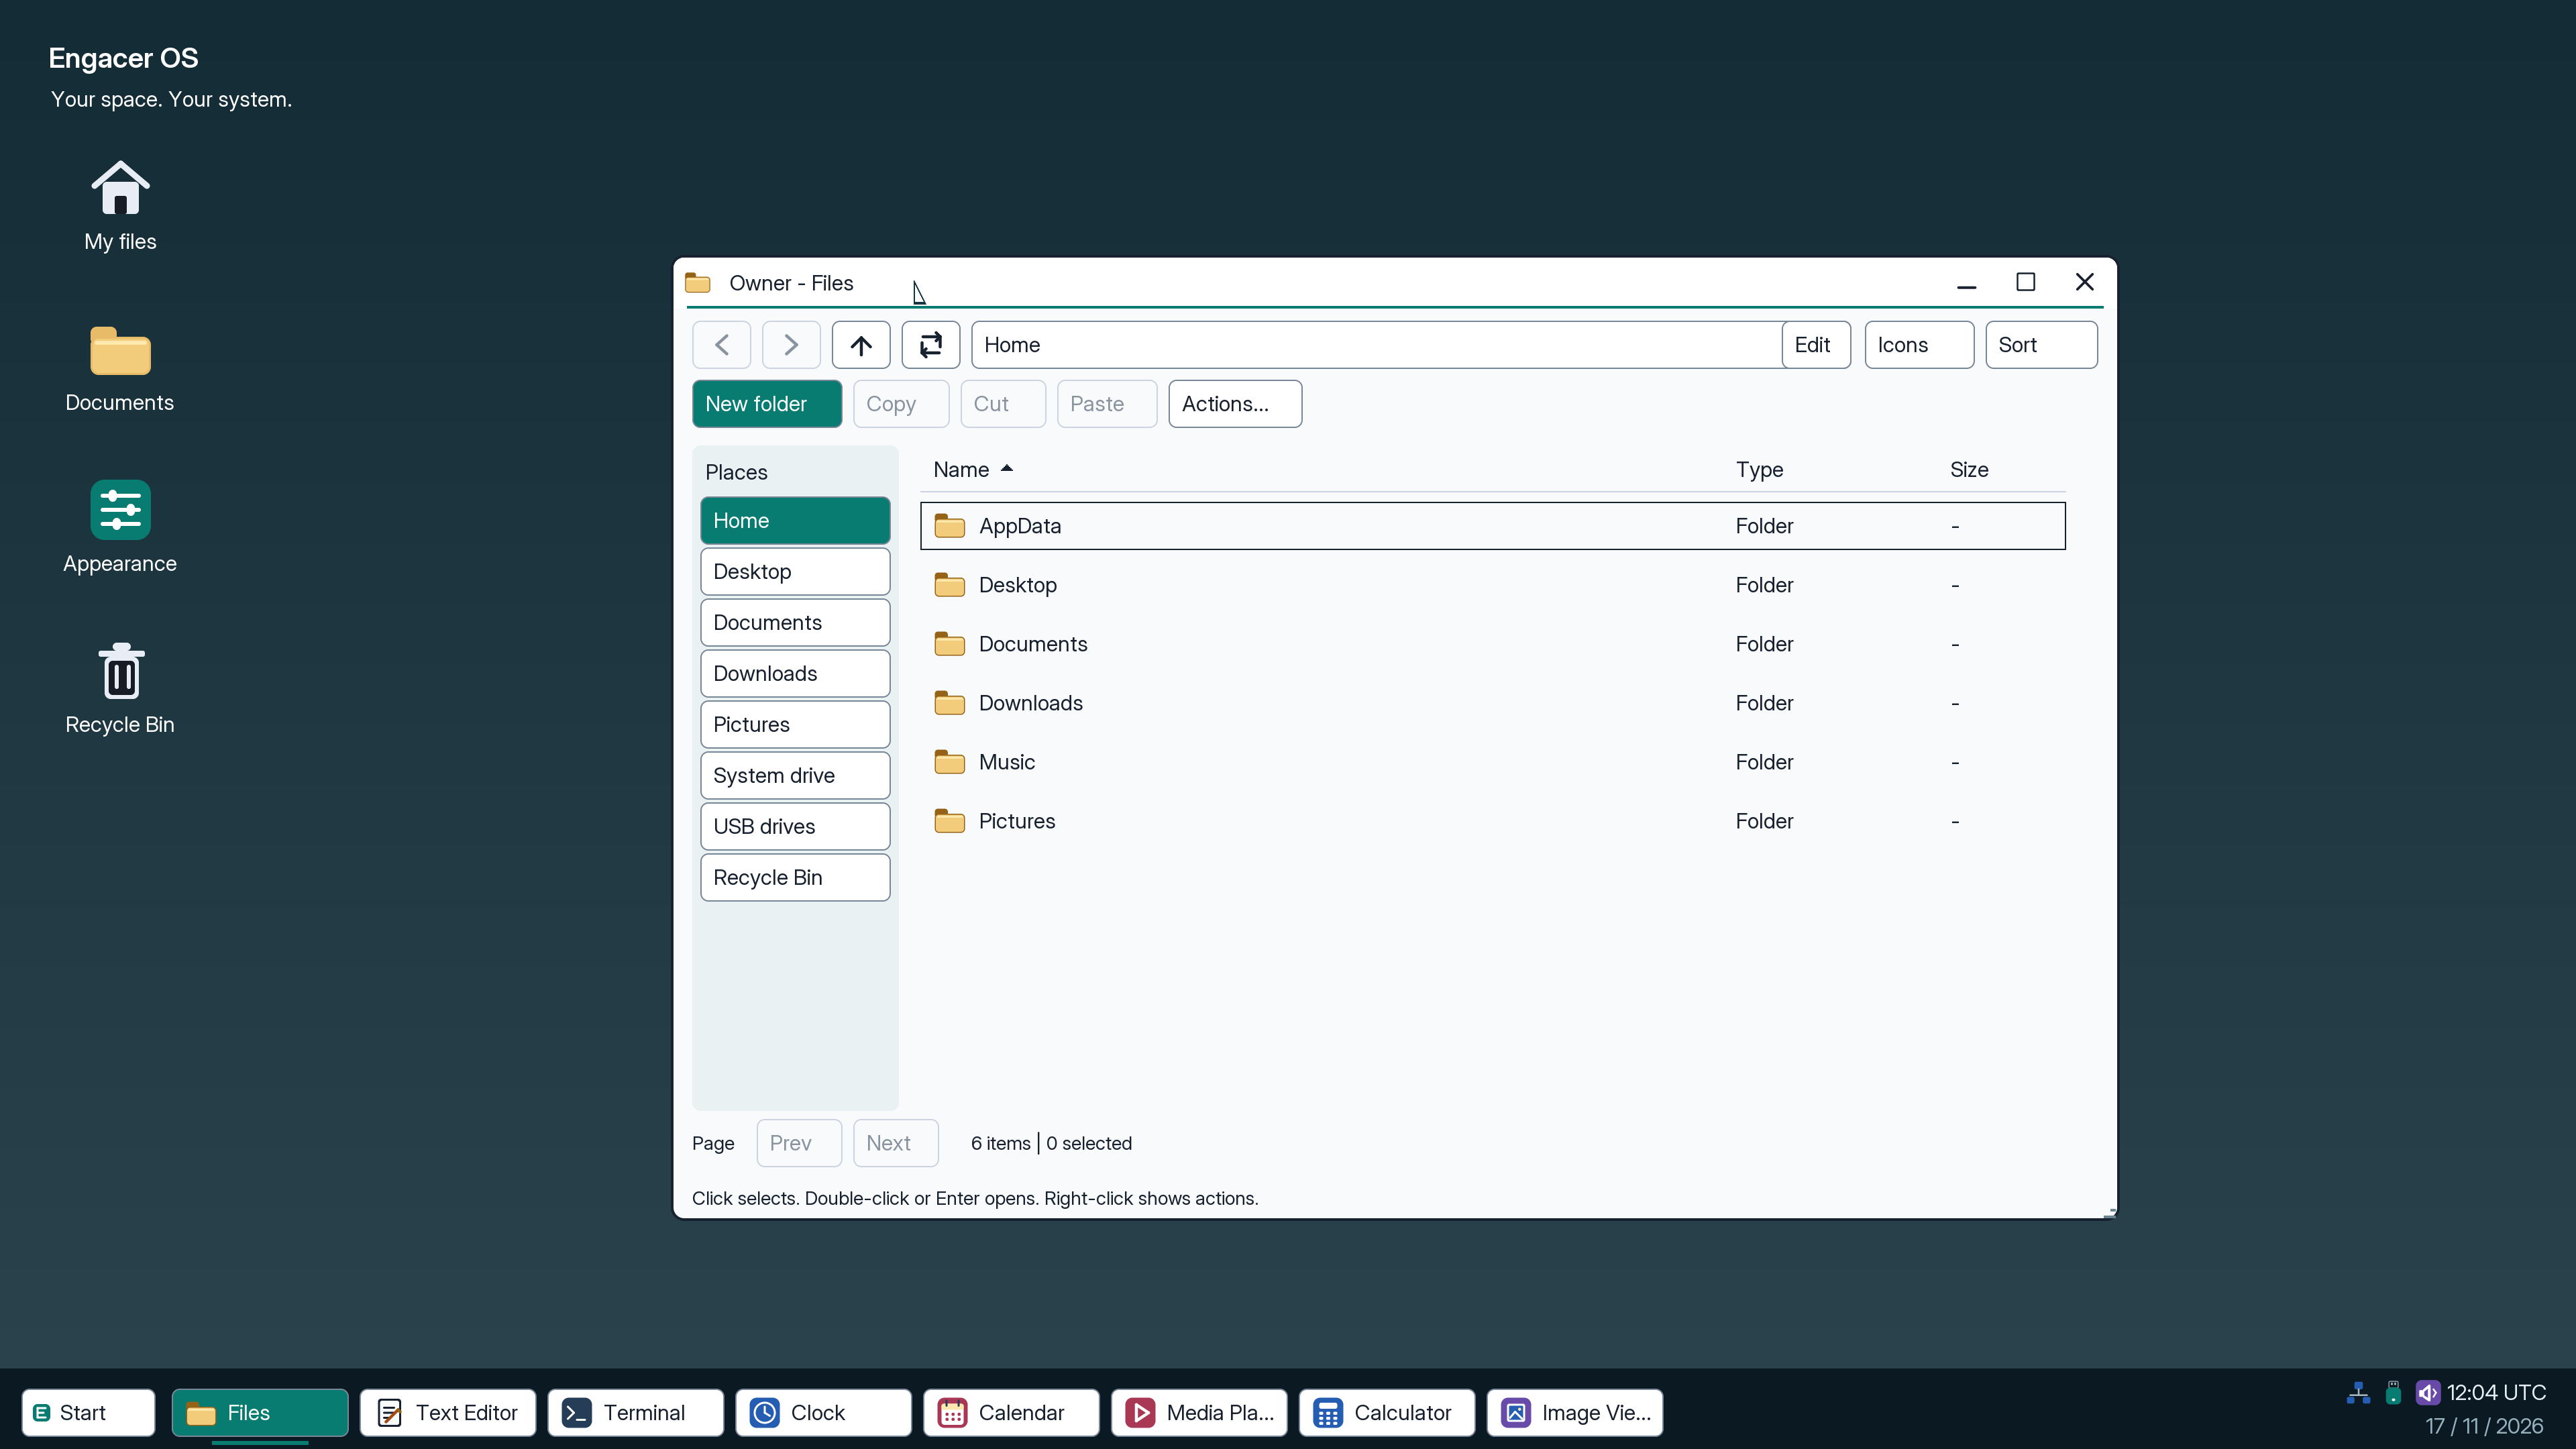 Engacer OS
Your space. Your system.
My files
Documents
Appearance
Recycle Bin
Owner - Files
Home
Edit
Icons
Sort
New folder
Copy
Cut
Paste
Actions...
Places
Home
Desktop
Documents
Downloads
Pictures
System drive
USB drives
Recycle Bin
Name Type Size
AppData Folder -
Desktop Folder -
Documents Folder -
Downloads Folder -
Music Folder -
Pictures Folder -
Page Prev Next 6 items | 0 selected
Click selects. Double-click or Enter opens. Right-click shows actions.
E Start
Files
Text Editor
Terminal
Clock
Calendar
Media Pla...
Calculator
Image Vie...
12:04 UTC
17 / 11 / 2026